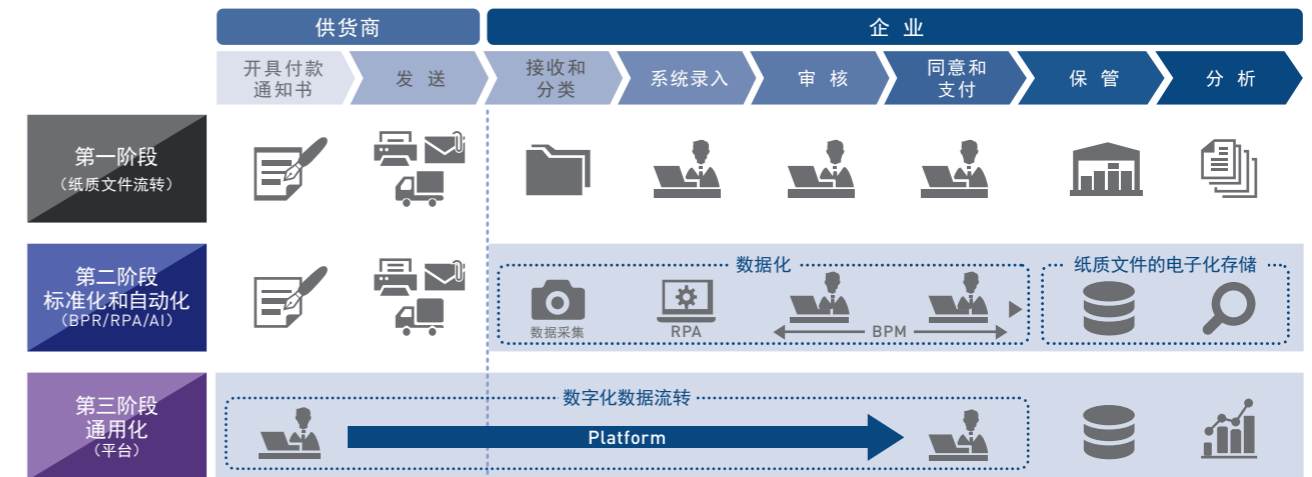 供货商
企 业
开具付款
通知书
发 送
接收和
分类
系统录入
审 核
同意和
支付
保 管
分 析
第一阶段
（纸质文件流转）
第二阶段
标准化和自动化
（BPR/RPA/AI）
数据化
纸质文件的电子化存储
数据采集
RPA
BPM
第三阶段
通用化
（平台）
数字化数据流转
Platform